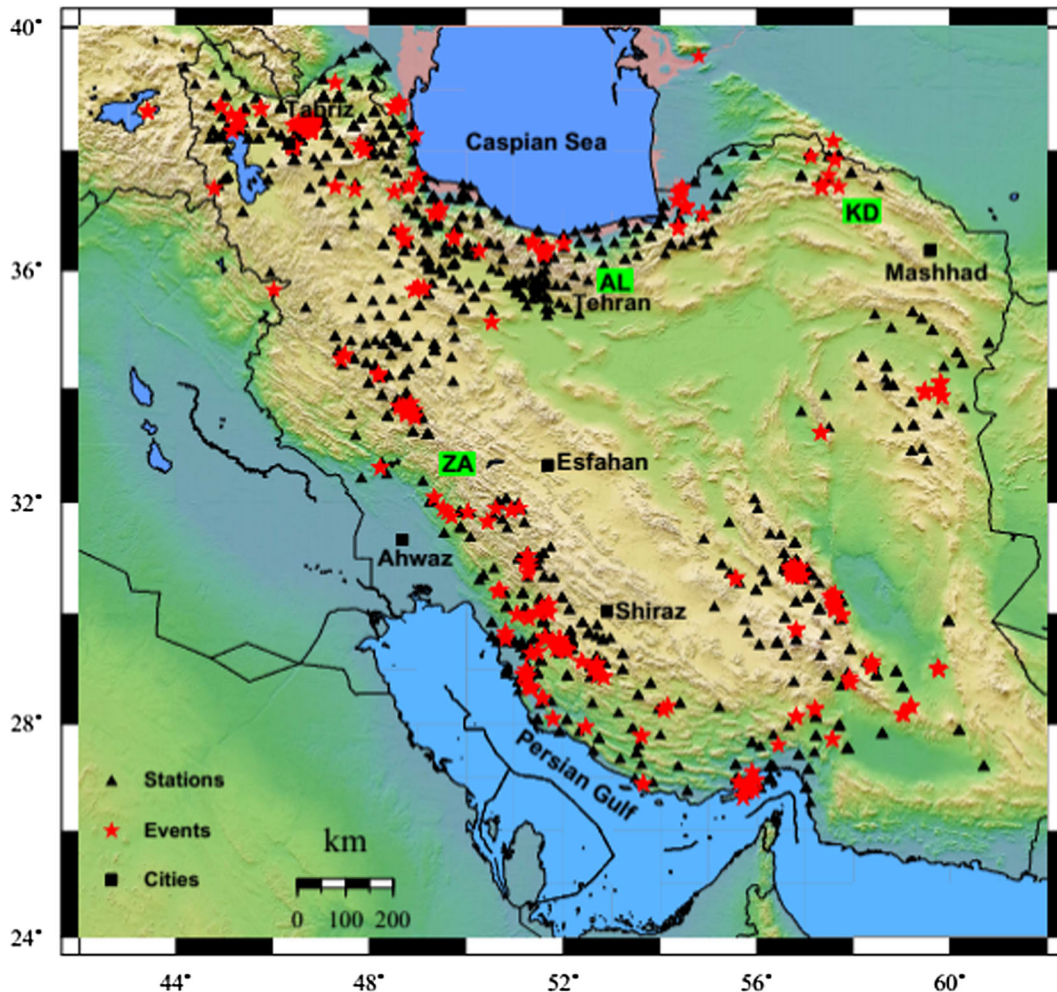 40°
Tabriz
Caspian Sea
KD
36°
Mashhad
AL
Tehran
ZA
Esfahan
32°
Ahwaz
Shiraz
28°
Persian Gulf
Stations
Events
km
Cities
0 100 200
24°
44° 48° 52° 56° 60°